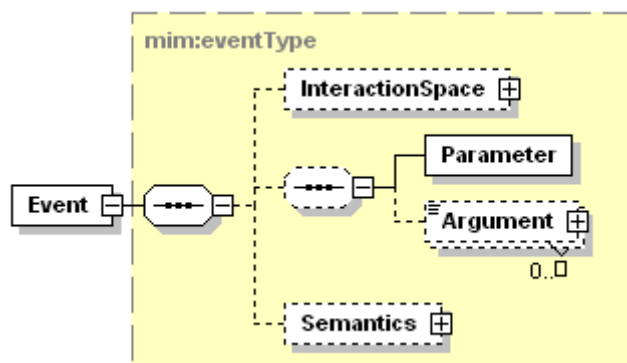 mim:eventType
InteractionSpace
Parameter
Event
Argument
0..
Semantics